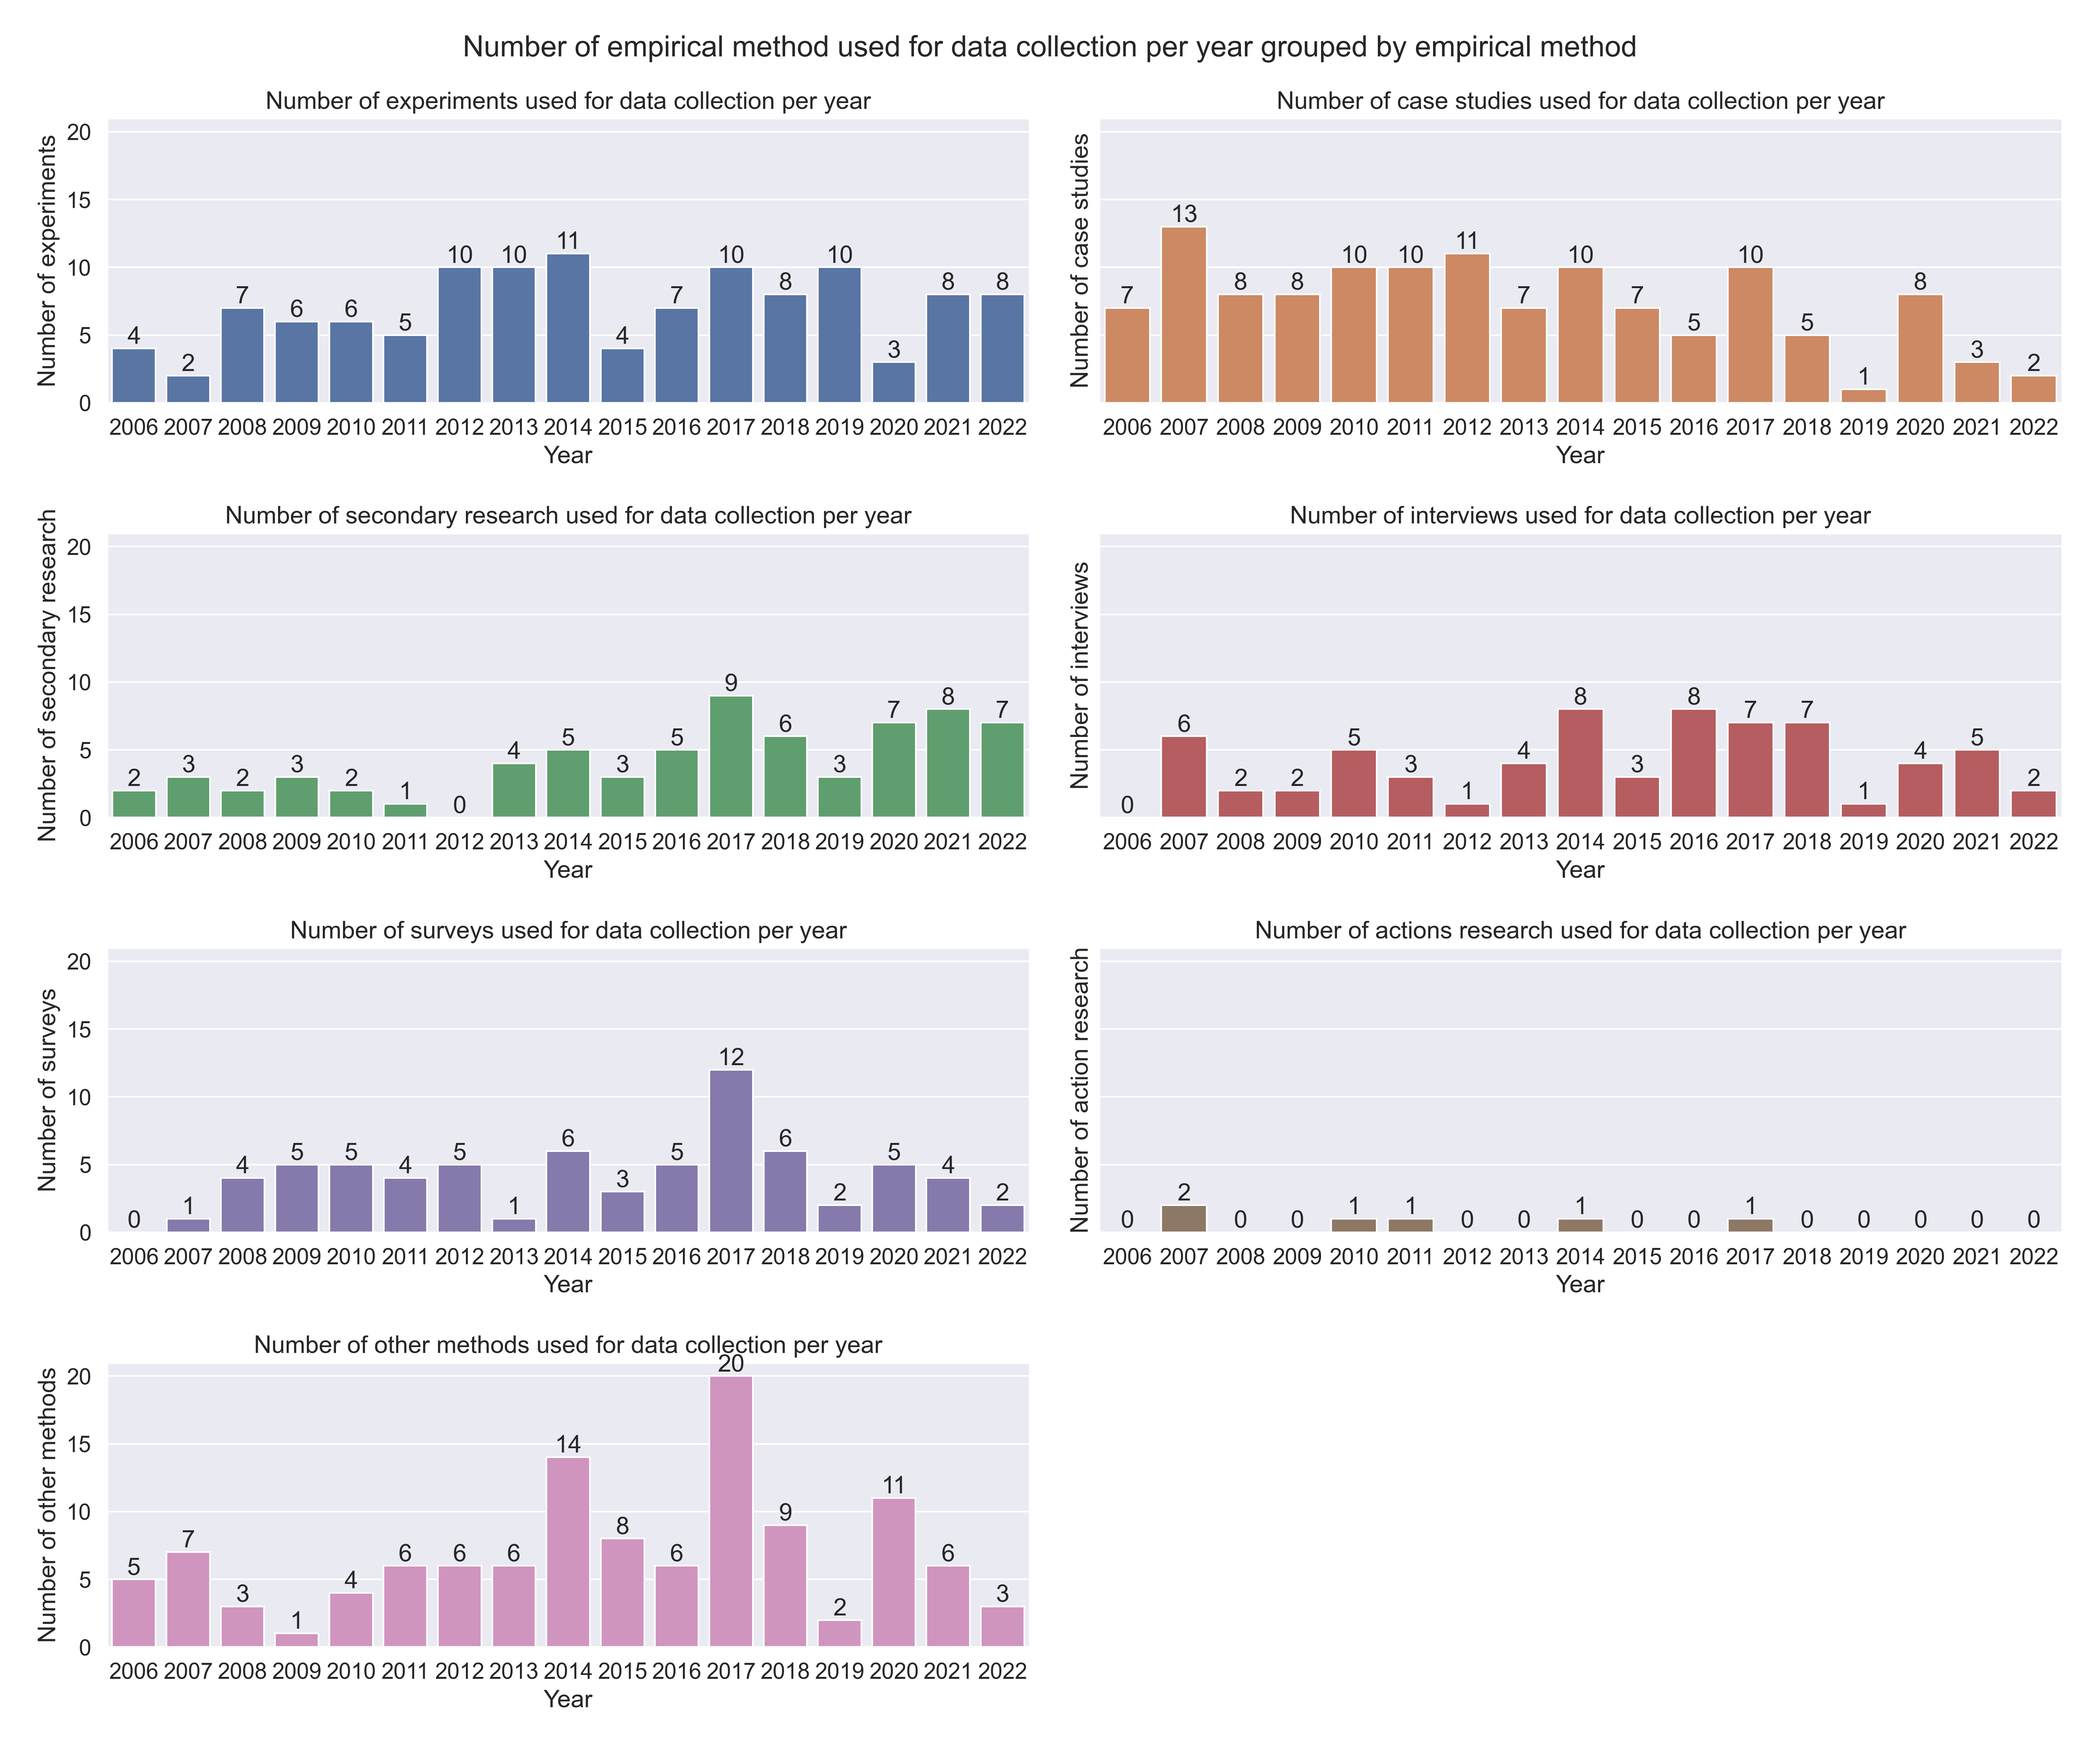 Number of empirical method used for data collection per year grouped by empirical method
Number of experiments used for data collection per year
Number of experiments
20
15
10
5
0
4 2 7 6 6 5 10 10 11 4 7 10 8 10 3 8 8
2006 2007 2008 2009 2010 2011 2012 2013 2014 2015 2016 2017 2018 2019 2020 2021 2022
Year
Number of case studies used for data collection per year
Number of case studies
7 13 8 8 10 10 11 7 10 7 5 10 5 1 8 3 2
2006 2007 2008 2009 2010 2011 2012 2013 2014 2015 2016 2017 2018 2019 2020 2021 2022
Year
Number of secondary research used for data collection per year
Number of secondary research
20
15
10
5
0
2 3 2 3 2 1 0 4 5 3 5 9 6 3 7 8 7
2006 2007 2008 2009 2010 2011 2012 2013 2014 2015 2016 2017 2018 2019 2020 2021 2022
Year
Number of interviews used for data collection per year
Number of interviews
0 6 2 2 5 3 1 4 8 3 8 7 7 1 4 5 2
2006 2007 2008 2009 2010 2011 2012 2013 2014 2015 2016 2017 2018 2019 2020 2021 2022
Year
Number of surveys used for data collection per year
Number of surveys
20
15
10
5
0
0 1 4 5 5 4 5 1 6 3 5 12 6 2 5 4 2
2006 2007 2008 2009 2010 2011 2012 2013 2014 2015 2016 2017 2018 2019 2020 2021 2022
Year
Number of actions research used for data collection per year
Number of action research
0 2 0 0 1 1 0 0 1 0 0 1 0 0 0 0 0
2006 2007 2008 2009 2010 2011 2012 2013 2014 2015 2016 2017 2018 2019 2020 2021 2022
Year
Number of other methods used for data collection per year
Number of other methods
20
15
10
5
0
5 7 3 1 4 6 6 6 14 8 6 20 9 2 11 6 3
2006 2007 2008 2009 2010 2011 2012 2013 2014 2015 2016 2017 2018 2019 2020 2021 2022
Year